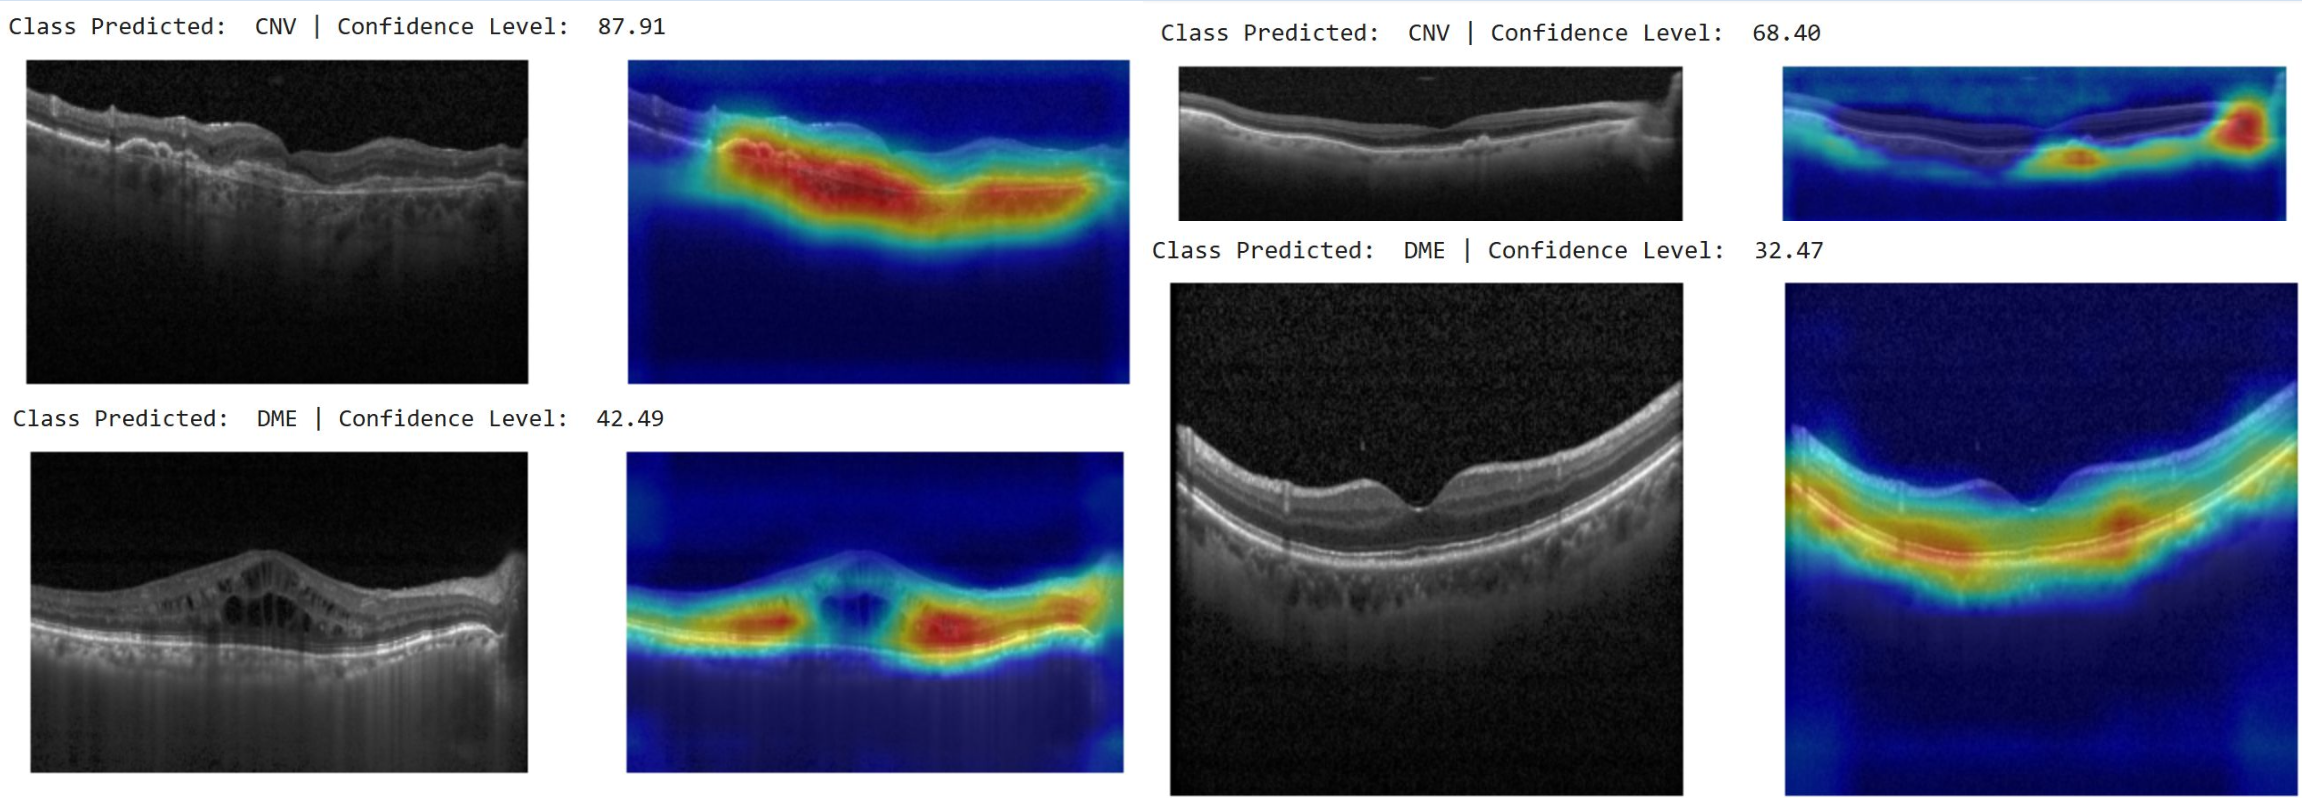 Class Predicted:  CNV | Confidence Level:  87.91
Class Predicted:  CNV | Confidence Level:  68.40
Class Predicted:  DME | Confidence Level:  32.47
Class Predicted:  DME | Confidence Level:  42.49